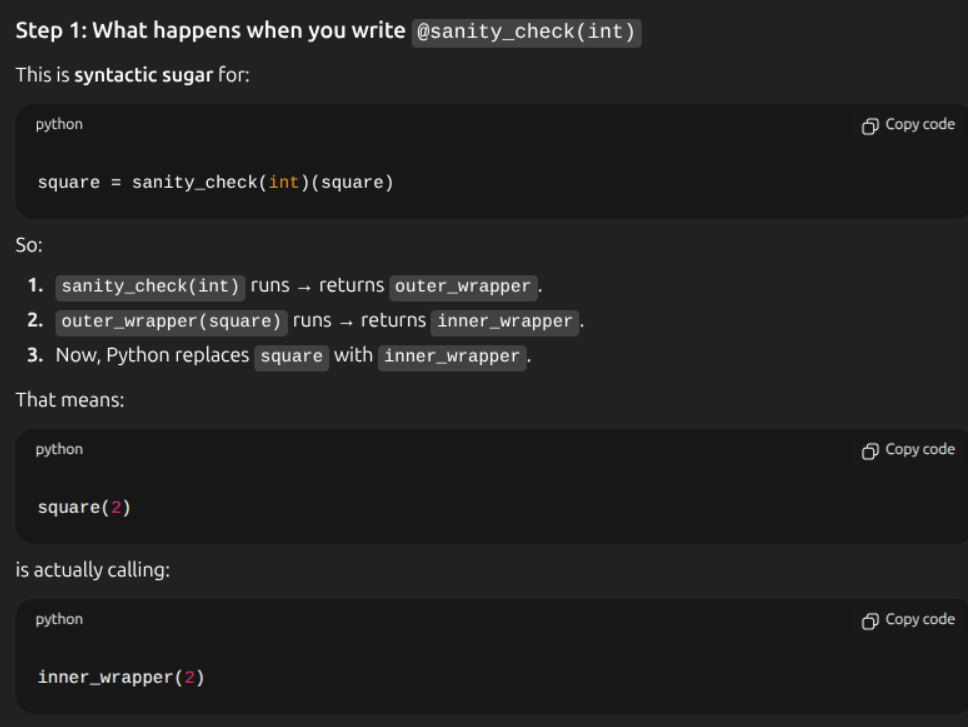 Step 1: What happens when you write @sanity_check(int)
This is syntactic sugar for:
python Copy code
square = sanity_check(int)(square)
So:
1. sanity_check(int) runs → returns outer_wrapper.
2. outer_wrapper(square) runs → returns inner_wrapper.
3. Now, Python replaces square with inner_wrapper.
That means:
python Copy code
square(2)
is actually calling:
python Copy code
inner_wrapper(2)